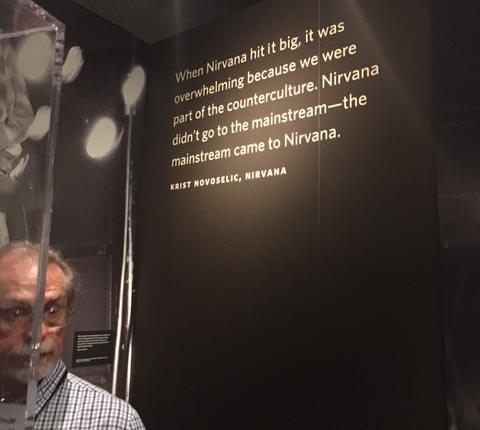 When Nirvana hit it big, it was
overwhelming because we were
part of the counterculture. Nirvana
didn't go to the mainstream—the
mainstream came to Nirvana.
KRIST NOVOSELIC, NIRVANA